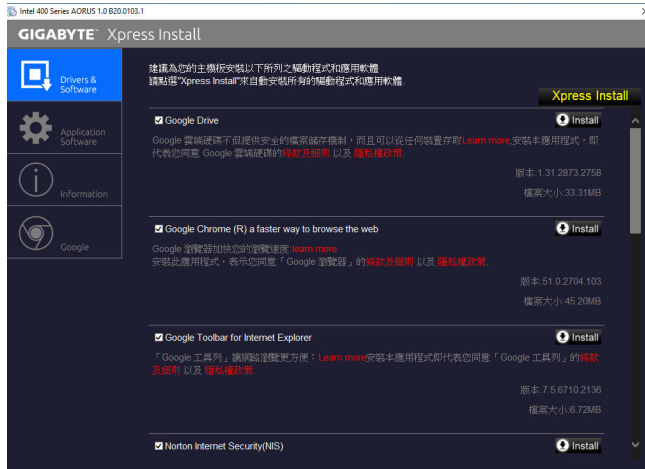 Intel 400 Series AORUS 1.0 B20.0103.1
GIGABYTE™ Xpress Install
Drivers &
Software
Application
Software
Information
Google
建議為您的主機板安裝以下所列之驅動程式和應用軟體
請點選"Xpress Install"來自動安裝所有的驅動程式和應用軟體.
Xpress Install
Google Drive
Install
Google 雲端硬碟不但提供安全的檔案儲存機制，而且可以從任何裝置存取Learn more,安裝本應用程式，即
代表您同意 Google 雲端硬碟的條款及細則 以及 隱私權政策.
版本:1.31.2873.2758
檔案大小:33.31MB
Google Chrome (R) a faster way to browse the web
Install
Google 瀏覽器加快您的瀏覽速度:learn more
安裝此應用程式，表示您同意「Google 瀏覽器」的條款及細則 以及 隱私權政策.
版本:51.0.2704.103
檔案大小:45.20MB
Google Toolbar for Internet Explorer
Install
「Google 工具列」讓網路瀏覽更方便：Learn more安裝本應用程式即代表您同意「Google 工具列」的條款
及細則 以及 隱私權政策.
版本:7.5.6710.2136
檔案大小:6.72MB
Norton Internet Security(NIS)
Install